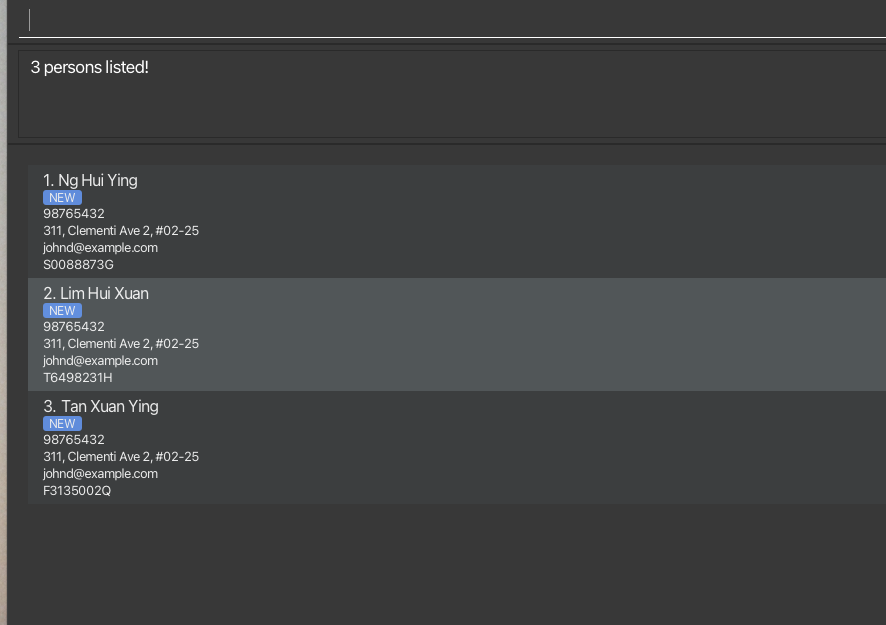 3 persons listed!
1. Ng Hui Ying
NEW
98765432
311, Clementi Ave 2, #02-25
johnd@example.com
S0088873G
2. Lim Hui Xuan
NEW
98765432
311, Clementi Ave 2, #02-25
johnd@example.com
T6498231H
3. Tan Xuan Ying
NEW
98765432
311, Clementi Ave 2, #02-25
johnd@example.com
F3135002Q